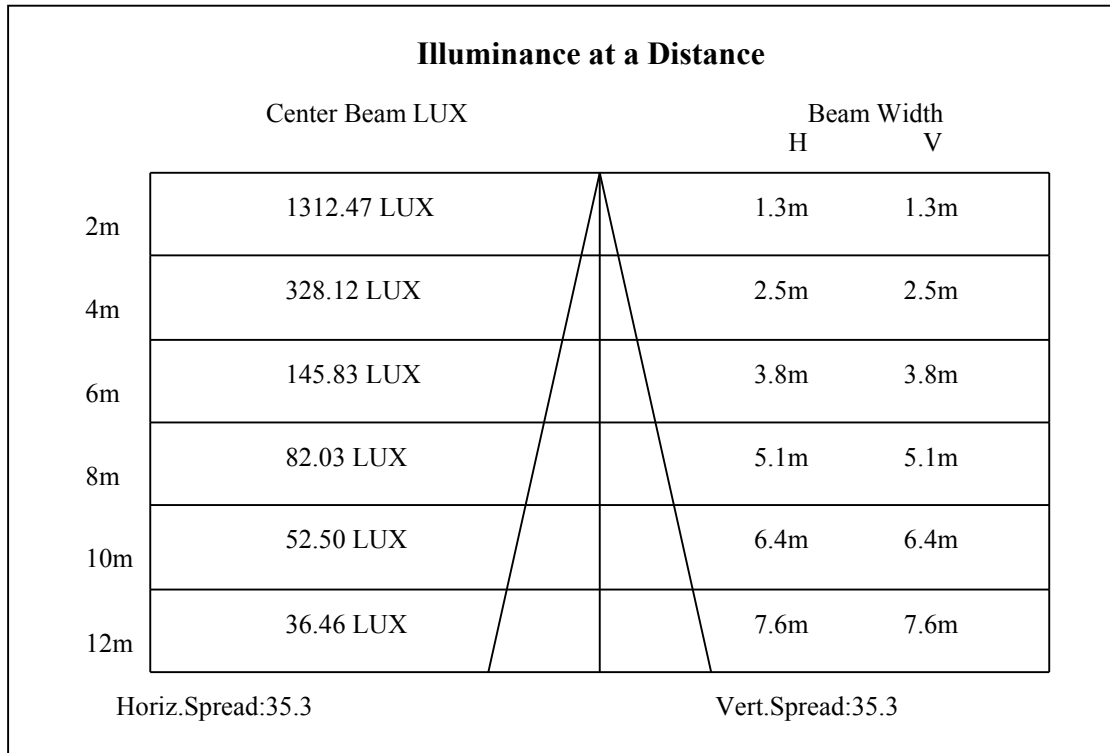 Illuminance at a Distance
Center Beam LUX Beam Width
H V
2m 1312.47 LUX 1.3m 1.3m
4m 328.12 LUX 2.5m 2.5m
6m 145.83 LUX 3.8m 3.8m
8m 82.03 LUX 5.1m 5.1m
10m 52.50 LUX 6.4m 6.4m
12m 36.46 LUX 7.6m 7.6m
Horiz.Spread:35.3 Vert.Spread:35.3